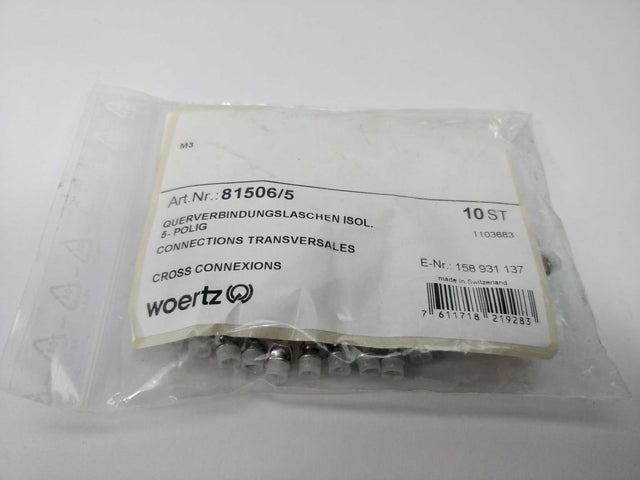 M3
Art.Nr.: 81506/5
10 ST
QUERVERBINDUNGSLASCHEN ISOL.
5- POLIG
1103683
CONNECTIONS TRANSVERSALES
E-Nr.: 158 931 137
CROSS CONNEXIONS
made in Switzerland
woertz
7 611718 219283